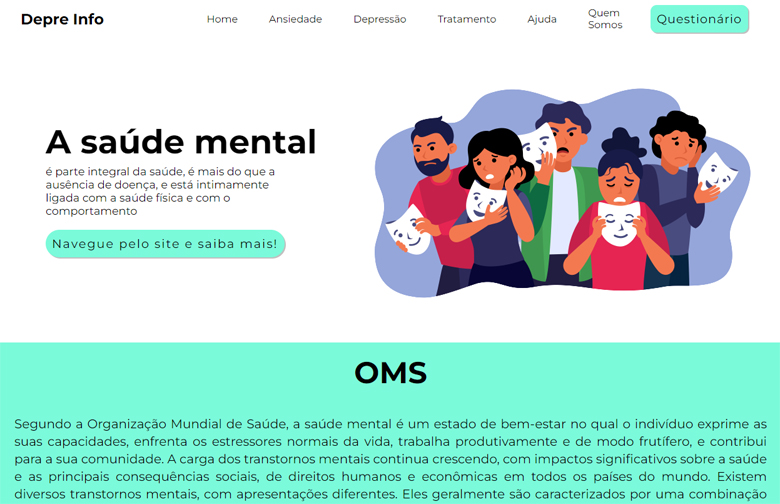 Depre Info
Home
Ansiedade
Depressão
Tratamento
Ajuda
Quem
Somos
Questionário
A saúde mental
é parte integral da saúde, é mais do que a
ausência de doença, e está intimamente
ligada com a saúde física e com o
comportamento
Navegue pelo site e saiba mais!
OMS
Segundo a Organização Mundial de Saúde, a saúde mental é um estado de bem-estar no qual o indivíduo exprime as
suas capacidades, enfrenta os estressores normais da vida, trabalha produtivamente e de modo frutífero, e contribui
para a sua comunidade. A carga dos transtornos mentais continua crescendo, com impactos significativos sobre a saúde
e as principais consequências sociais, de direitos humanos e econômicas em todos os países do mundo. Existem
diversos transtornos mentais, com apresentações diferentes. Eles geralmente são caracterizados por uma combinação